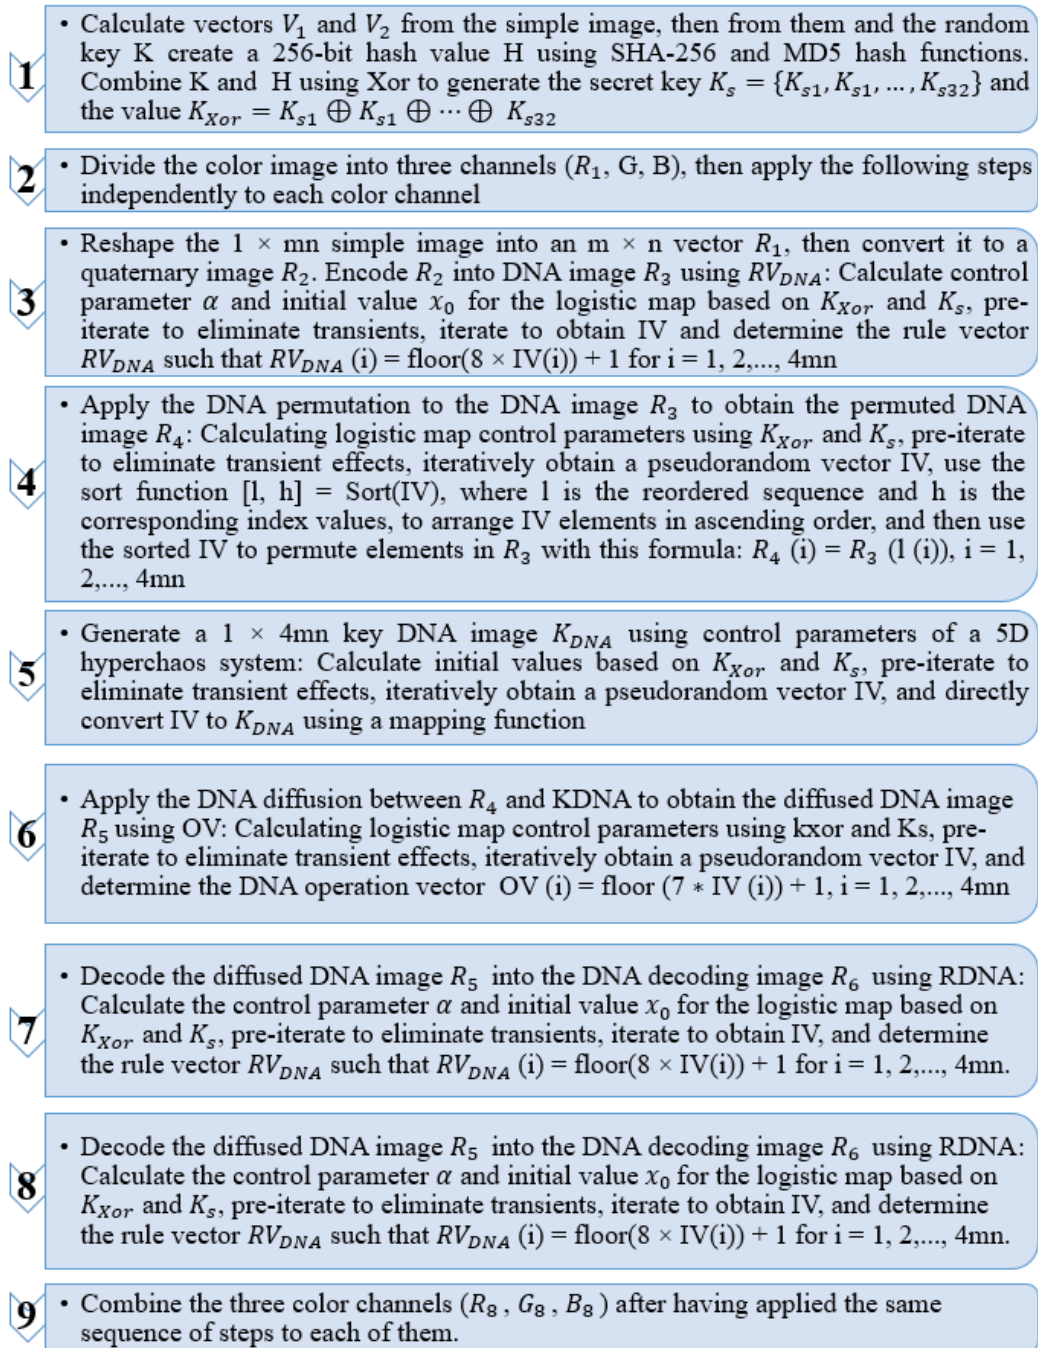 1
• Calculate vectors V₁ and V₂ from the simple image, then from them and the random
key K create a 256-bit hash value H using SHA-256 and MD5 hash functions.
Combine K and H using Xor to generate the secret key Kₛ = {Kₛ₁, Kₛ₁, … , Kₛ₃₂} and
the value K_Xor = Kₛ₁ ⊕ Kₛ₁ ⊕ ⋯ ⊕ Kₛ₃₂
2
• Divide the color image into three channels (R₁, G, B), then apply the following steps
independently to each color channel
3
• Reshape the 1 × mn simple image into an m × n vector R₁, then convert it to a
quaternary image R₂. Encode R₂ into DNA image R₃ using RV_DNA: Calculate control
parameter α and initial value x₀ for the logistic map based on K_Xor and Kₛ, pre-
iterate to eliminate transients, iterate to obtain IV and determine the rule vector
RV_DNA such that RV_DNA (i) = floor(8 × IV(i)) + 1 for i = 1, 2,..., 4mn
4
• Apply the DNA permutation to the DNA image R₃ to obtain the permuted DNA
image R₄: Calculating logistic map control parameters using K_Xor and Kₛ, pre-iterate
to eliminate transient effects, iteratively obtain a pseudorandom vector IV, use the
sort function [l, h] = Sort(IV), where l is the reordered sequence and h is the
corresponding index values, to arrange IV elements in ascending order, and then use
the sorted IV to permute elements in R₃ with this formula: R₄ (i) = R₃ (l (i)), i = 1,
2,..., 4mn
5
• Generate a 1 × 4mn key DNA image K_DNA using control parameters of a 5D
hyperchaos system: Calculate initial values based on K_Xor and Kₛ, pre-iterate to
eliminate transient effects, iteratively obtain a pseudorandom vector IV, and directly
convert IV to K_DNA using a mapping function
6
• Apply the DNA diffusion between R₄ and KDNA to obtain the diffused DNA image
R₅ using OV: Calculating logistic map control parameters using kxor and Ks, pre-
iterate to eliminate transient effects, iteratively obtain a pseudorandom vector IV, and
determine the DNA operation vector OV (i) = floor (7 * IV (i)) + 1, i = 1, 2,..., 4mn
7
• Decode the diffused DNA image R₅ into the DNA decoding image R₆ using RDNA:
Calculate the control parameter α and initial value x₀ for the logistic map based on
K_Xor and Kₛ, pre-iterate to eliminate transients, iterate to obtain IV, and determine
the rule vector RV_DNA such that RV_DNA (i) = floor(8 × IV(i)) + 1 for i = 1, 2,..., 4mn.
8
• Decode the diffused DNA image R₅ into the DNA decoding image R₆ using RDNA:
Calculate the control parameter α and initial value x₀ for the logistic map based on
K_Xor and Kₛ, pre-iterate to eliminate transients, iterate to obtain IV, and determine
the rule vector RV_DNA such that RV_DNA (i) = floor(8 × IV(i)) + 1 for i = 1, 2,..., 4mn.
9
• Combine the three color channels (R₈ , G₈ , B₈ ) after having applied the same
sequence of steps to each of them.